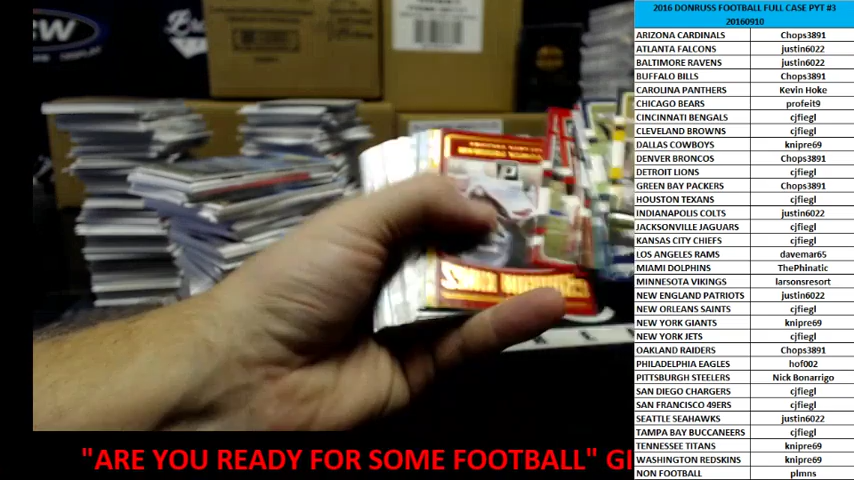 2016 DONRUSS FOOTBALL FULL CASE PYT #3
20160910
ARIZONA CARDINALS Chops3891
ATLANTA FALCONS justin6022
BALTIMORE RAVENS justin6022
BUFFALO BILLS Chops3891
CAROLINA PANTHERS Kevin Hoke
CHICAGO BEARS profeit9
CINCINNATI BENGALS cjfiegl
CLEVELAND BROWNS cjfiegl
DALLAS COWBOYS knipre69
DENVER BRONCOS Chops3891
DETROIT LIONS cjfiegl
GREEN BAY PACKERS Chops3891
HOUSTON TEXANS cjfiegl
INDIANAPOLIS COLTS justin6022
JACKSONVILLE JAGUARS cjfiegl
KANSAS CITY CHIEFS cjfiegl
LOS ANGELES RAMS davemar65
MIAMI DOLPHINS ThePhinatic
MINNESOTA VIKINGS larsonsresort
NEW ENGLAND PATRIOTS justin6022
NEW ORLEANS SAINTS cjfiegl
NEW YORK GIANTS knipre69
NEW YORK JETS cjfiegl
OAKLAND RAIDERS Chops3891
PHILADELPHIA EAGLES hof002
PITTSBURGH STEELERS Nick Bonarrigo
SAN DIEGO CHARGERS cjfiegl
SAN FRANCISCO 49ERS cjfiegl
SEATTLE SEAHAWKS justin6022
TAMPA BAY BUCCANEERS cjfiegl
TENNESSEE TITANS knipre69
WASHINGTON REDSKINS knipre69
NON FOOTBALL plmns
"ARE YOU READY FOR SOME FOOTBALL" GI